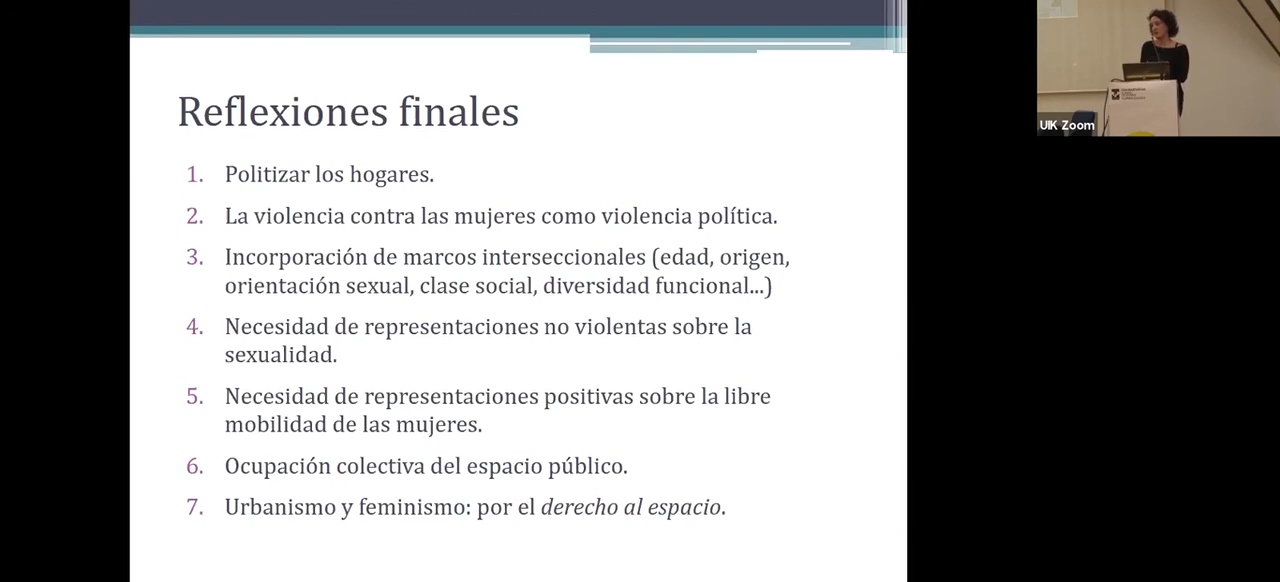 Reflexiones finales
1. Politizar los hogares.
2. La violencia contra las mujeres como violencia política.
3. Incorporación de marcos interseccionales (edad, origen,
orientación sexual, clase social, diversidad funcional...)
4. Necesidad de representaciones no violentas sobre la
sexualidad.
5. Necesidad de representaciones positivas sobre la libre
mobilidad de las mujeres.
6. Ocupación colectiva del espacio público.
7. Urbanismo y feminismo: por el derecho al espacio.
UIK Zoom